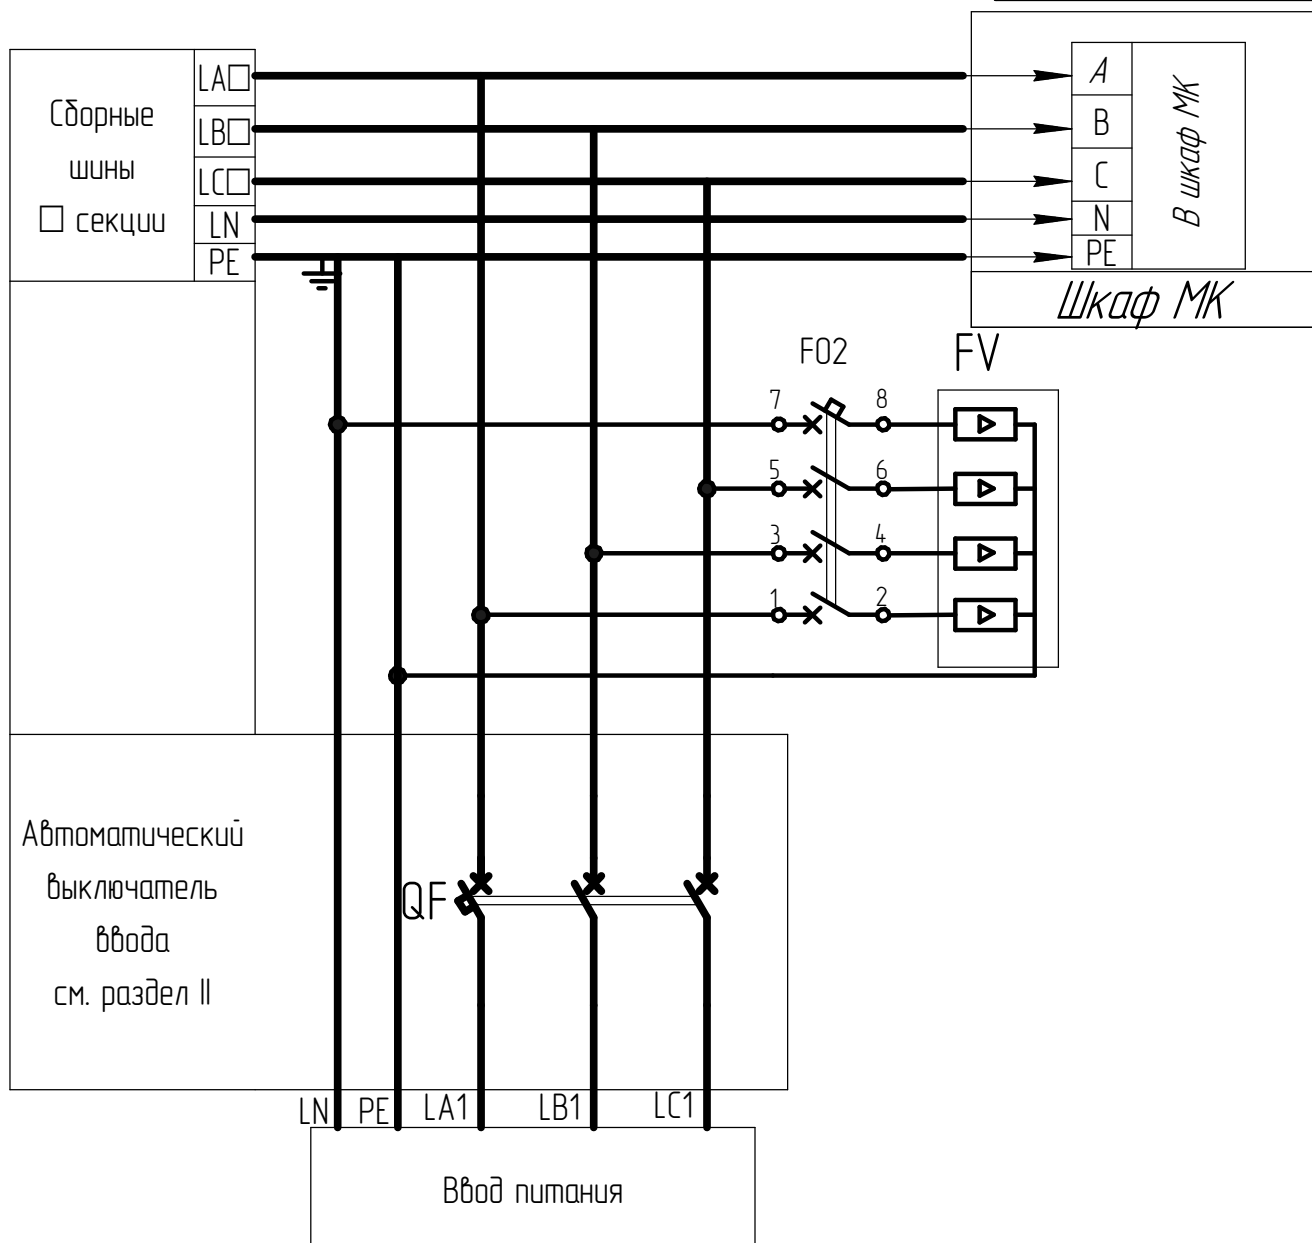 Сборные
шины
□ секции
LA□
LB□
LC□
LN
PE
A
B
C
N
PE
В шкаф МК
Шкаф МК
F02
FV
7
8
5
6
3
4
1
2
Автоматический
выключатель
ввода
см. раздел II
QF
LN
PE
LA1
LB1
LC1
Ввод питания